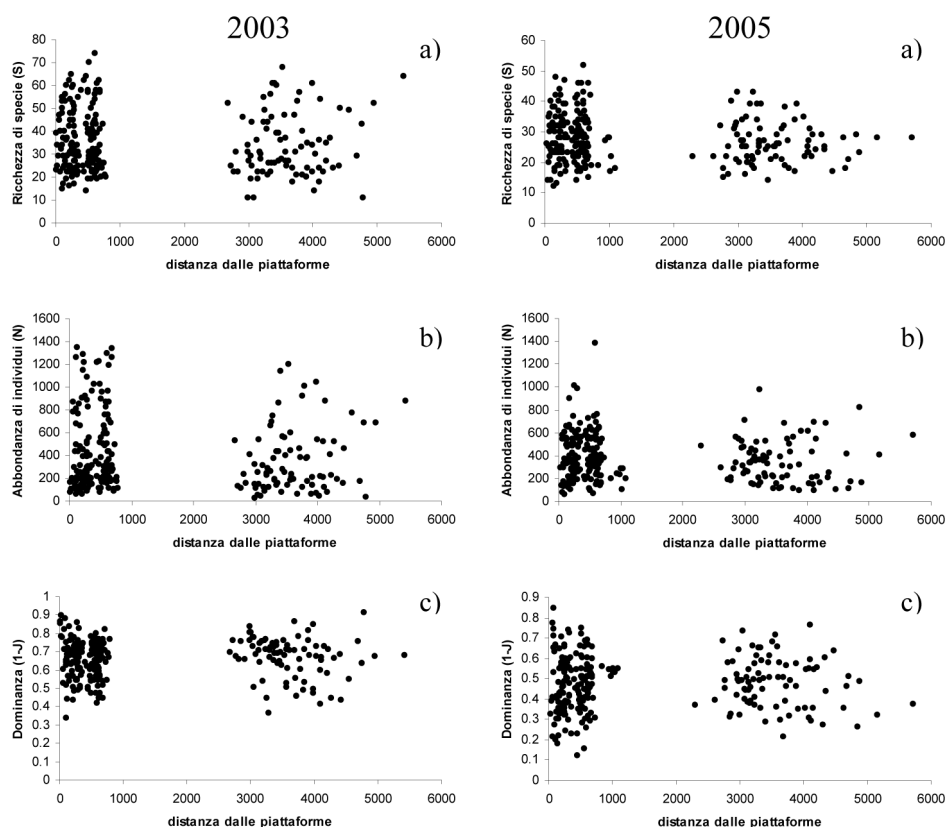 2003
2005
a)
80
70
60
50
40
30
20
10
0
Ricchezza di specie (S)
0 1000 2000 3000 4000 5000 6000
distanza dalle piattaforme
a)
60
50
40
30
20
10
0
Ricchezza di specie (S)
0 1000 2000 3000 4000 5000 6000
distanza dalle piattaforme
b)
1600
1400
1200
1000
800
600
400
200
0
Abbondanza di individui (N)
0 1000 2000 3000 4000 5000 6000
distanza dalle piattaforme
b)
1600
1400
1200
1000
800
600
400
200
0
Abbondanza di individui (N)
0 1000 2000 3000 4000 5000 6000
distanza dalle piattaforme
c)
1
0.9
0.8
0.7
0.6
0.5
0.4
0.3
0.2
0.1
0
Dominanza (1-J)
0 1000 2000 3000 4000 5000 6000
distanza dalle piattaforme
c)
0.9
0.8
0.7
0.6
0.5
0.4
0.3
0.2
0.1
0
Dominanza (1-J)
0 1000 2000 3000 4000 5000 6000
distanza dalle piattaforme